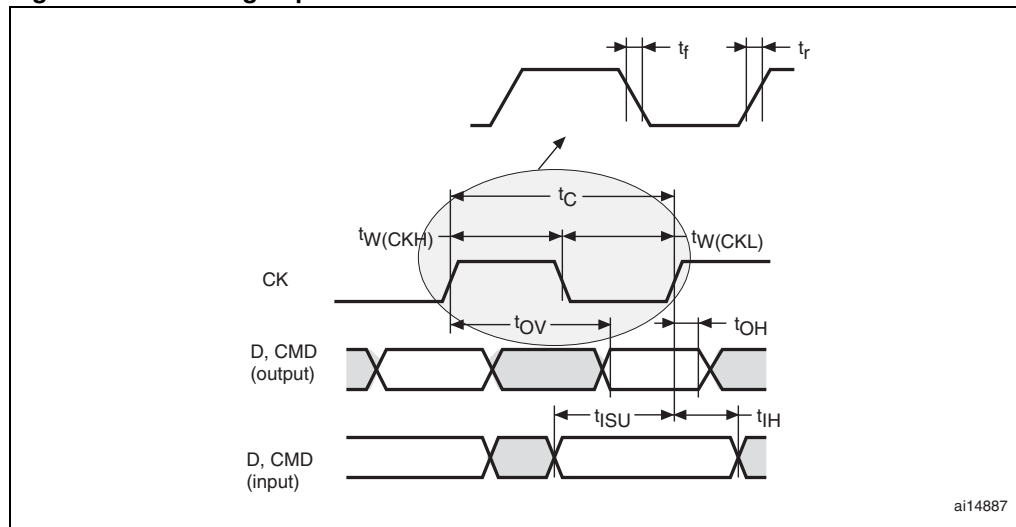 tf
tr
tC
tW(CKH)
tW(CKL)
CK
tOV
tOH
D, CMD
(output)
tISU
tIH
D, CMD
(input)
ai14887